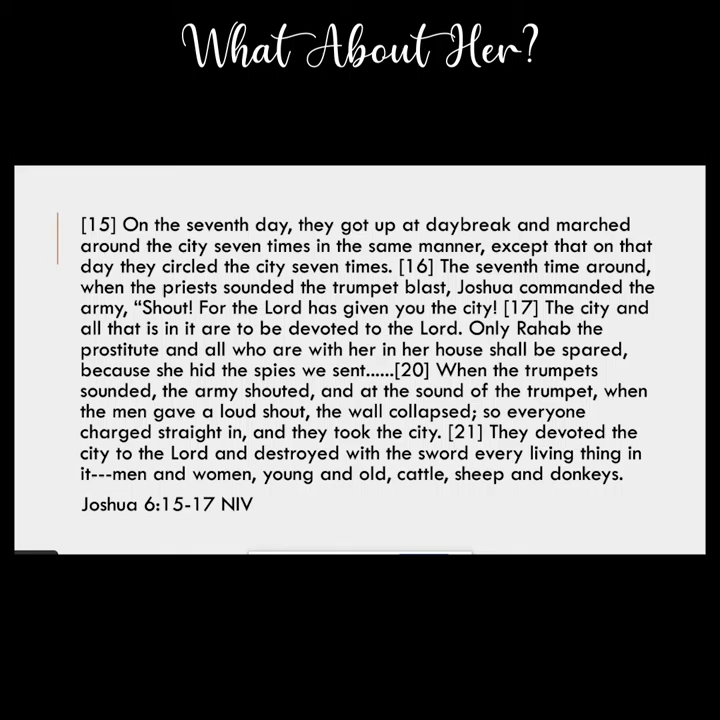 What About Her?
[15] On the seventh day, they got up at daybreak and marched
around the city seven times in the same manner, except that on that
day they circled the city seven times. [16] The seventh time around,
when the priests sounded the trumpet blast, Joshua commanded the
army, “Shout! For the Lord has given you the city! [17] The city and
all that is in it are to be devoted to the Lord. Only Rahab the
prostitute and all who are with her in her house shall be spared,
because she hid the spies we sent......[20] When the trumpets
sounded, the army shouted, and at the sound of the trumpet, when
the men gave a loud shout, the wall collapsed; so everyone
charged straight in, and they took the city. [21] They devoted the
city to the Lord and destroyed with the sword every living thing in
it---men and women, young and old, cattle, sheep and donkeys.
Joshua 6:15-17 NIV